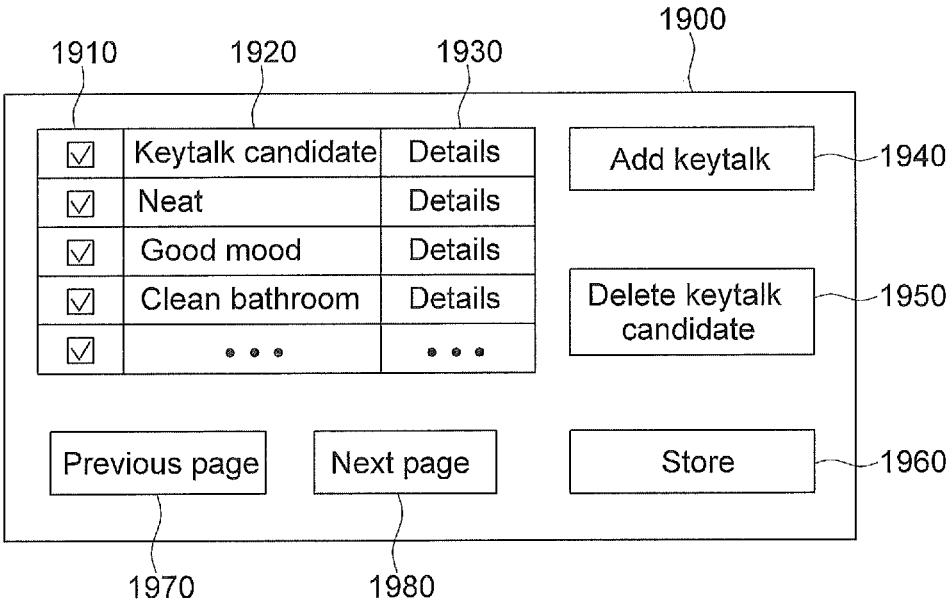 1900
1910 1920 1930
Keytalk candidate Details
Neat Details
Good mood Details
Clean bathroom Details
••• •••
Add keytalk 1940
Delete keytalk
candidate 1950
Store 1960
Previous page Next page
1970 1980